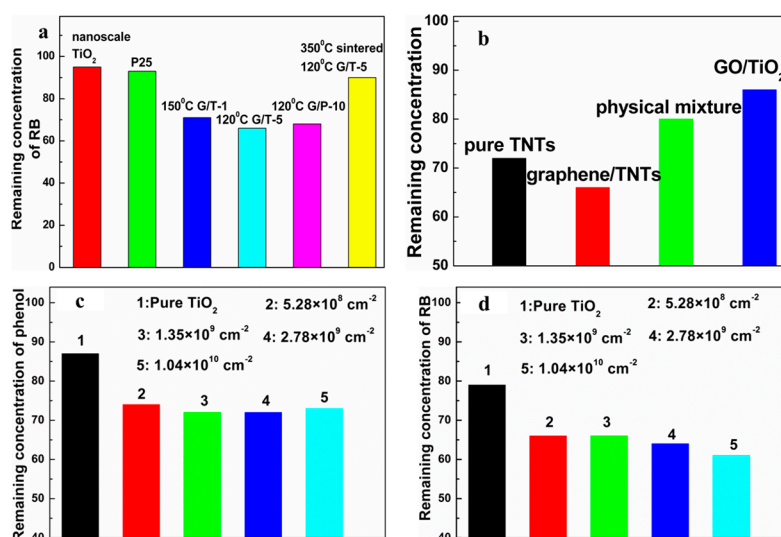 a
nanoscale
TiO₂
P25
150⁰C G/T-1
120⁰C G/T-5
120⁰C G/P-10
350⁰C sintered
120⁰C G/T-5
Remaining concentration
of RB
100
80
60
40
20
0
b
pure TNTs
graphene/TNTs
physical mixture
GO/TiO₂
Remaining concentration
100
90
80
70
60
50
c
1:Pure TiO₂
2: 5.28×10⁸ cm⁻²
3: 1.35×10⁹ cm⁻²
4: 2.78×10⁹ cm⁻²
5: 1.04×10¹⁰ cm⁻²
1
2
3
4
5
Remaining concentration of phenol
100
90
80
70
60
50
40
d
1:Pure TiO₂
2: 5.28×10⁸ cm⁻²
3: 1.35×10⁹ cm⁻²
4: 2.78×10⁹ cm⁻²
5: 1.04×10¹⁰ cm⁻²
1
2
3
4
5
Remaining concentration of RB
100
90
80
70
60
50
40